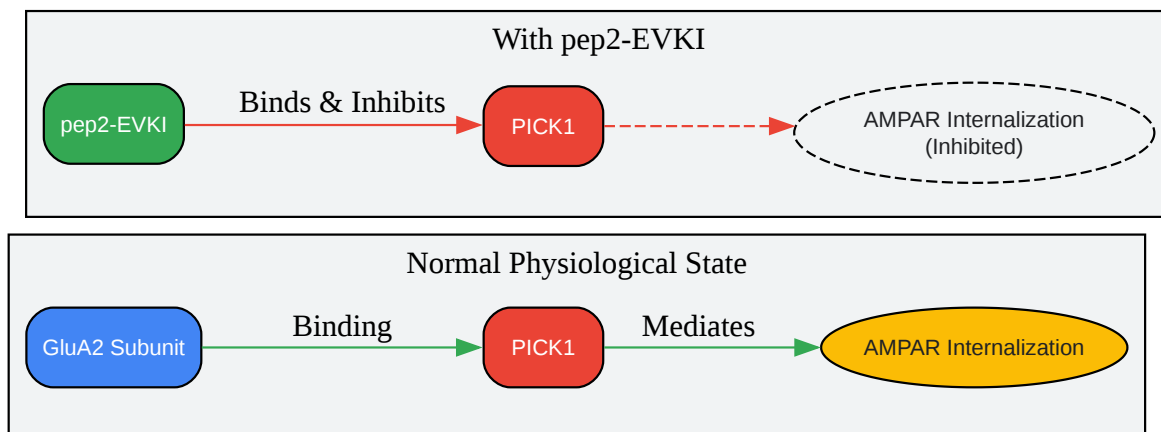 With pep2-EVKI
Binds & Inhibits
pep2-EVKI
PICK1
AMPAR Internalization
(Inhibited)
Normal Physiological State
Binding
Mediates
GluA2 Subunit
PICK1
AMPAR Internalization